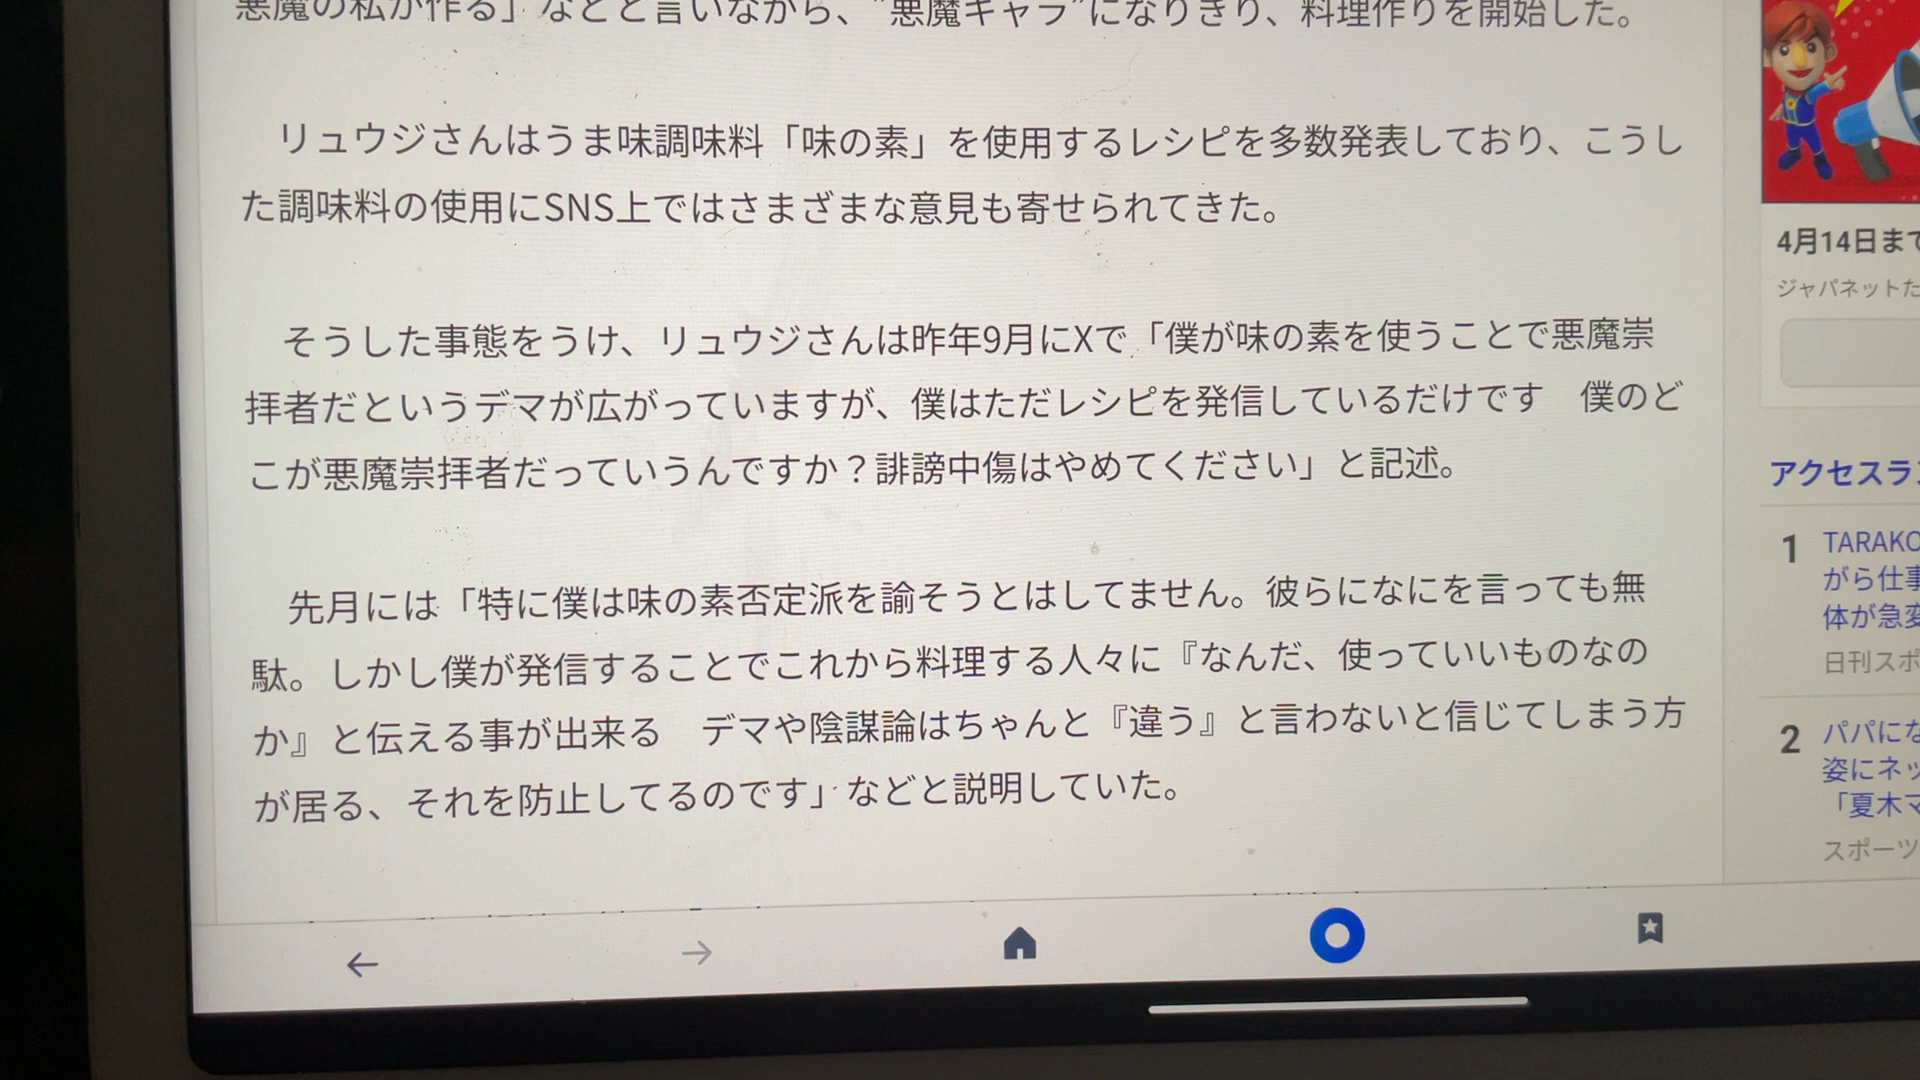 悪魔の私が作る」などと言いながら、“悪魔キャラ”になりきり、料理作りを開始した。
リュウジさんはうま味調味料「味の素」を使用するレシピを多数発表しており、こうし
た調味料の使用にSNS上ではさまざまな意見も寄せられてきた。
そうした事態をうけ、リュウジさんは昨年9月にXで「僕が味の素を使うことで悪魔崇
拝者だというデマが広がっていますが、僕はただレシピを発信しているだけです　僕のど
こが悪魔崇拝者だっていうんですか？誹謗中傷はやめてください」と記述。
先月には「特に僕は味の素否定派を諭そうとはしてません。彼らになにを言っても無
駄。しかし僕が発信することでこれから料理する人々に『なんだ、使っていいものなの
か』と伝える事が出来る　デマや陰謀論はちゃんと『違う』と言わないと信じてしまう方
が居る、それを防止してるのです」などと説明していた。
4月14日まで
ジャパネットた
アクセスラン
1
TARAKO
がら仕事
体が急変
日刊スポ
2
パパにな
姿にネッ
「夏木マ
スポーツ